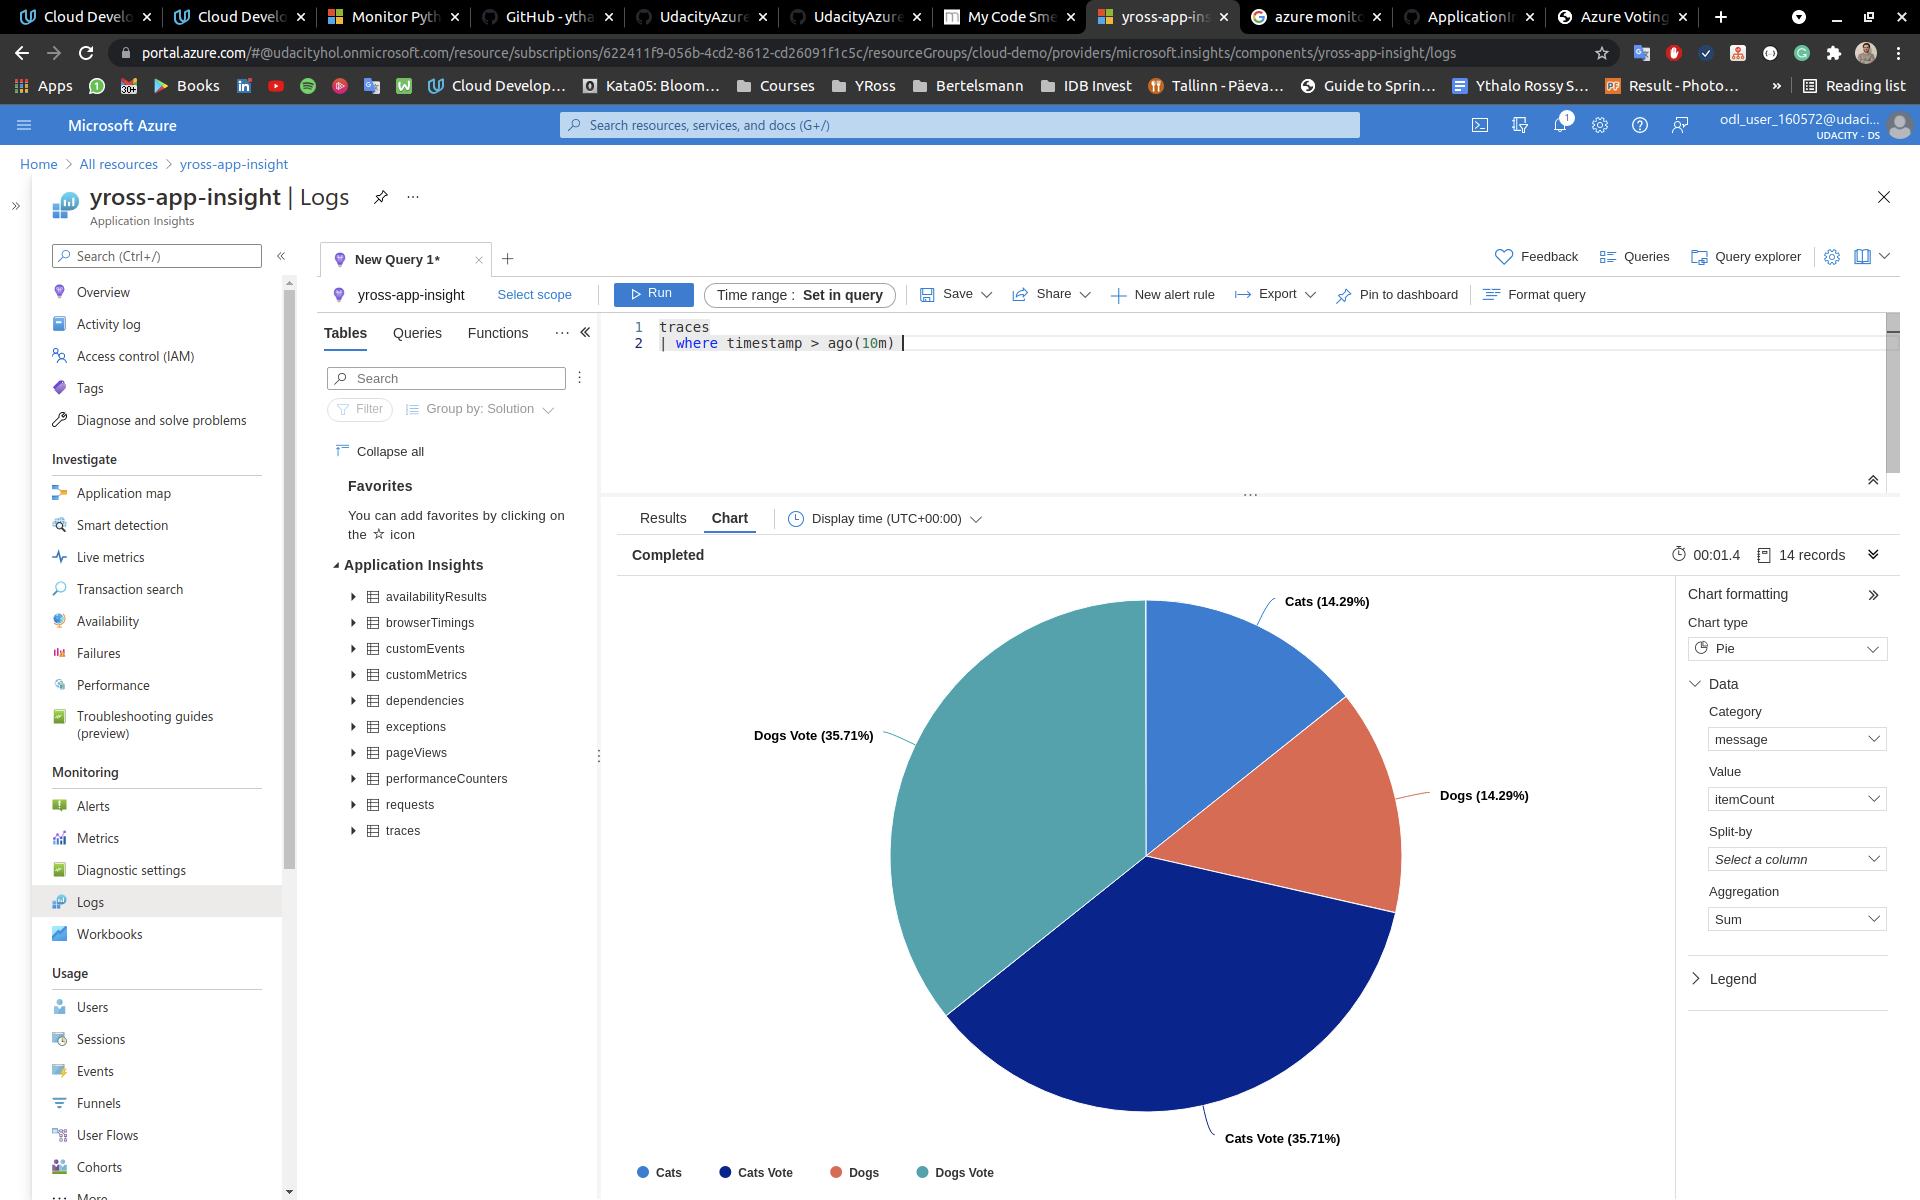 Cloud Develo
Cloud Develo
Monitor Pyth
GitHub - ytha
UdacityAzure
UdacityAzure
My Code Sme
yross-app-ins
azure monito
ApplicationIn
Azure Voting
portal.azure.com/#@udacityhol.onmicrosoft.com/resource/subscriptions/622411f9-056b-4cd2-8612-cd26091f1c5c/resourceGroups/cloud-demo/providers/microsoft.insights/components/yross-app-insight/logs
Apps
1
30+
Books
Cloud Develop...
Kata05: Bloom...
Courses
YRoss
Bertelsmann
IDB Invest
Tallinn - Päeva...
Guide to Sprin...
Ythalo Rossy S...
Result - Photo...
»
Reading list
Microsoft Azure
Search resources, services, and docs (G+/)
1
odl_user_160572@udaci...
UDACITY - DS
Home > All resources > yross-app-insight
yross-app-insight | Logs
Application Insights
Search (Ctrl+/)
Overview
Activity log
Access control (IAM)
Tags
Diagnose and solve problems
Investigate
Application map
Smart detection
Live metrics
Transaction search
Availability
Failures
Performance
Troubleshooting guides
(preview)
Monitoring
Alerts
Metrics
Diagnostic settings
Logs
Workbooks
Usage
Users
Sessions
Events
Funnels
User Flows
Cohorts
More
New Query 1*
Feedback
Queries
Query explorer
yross-app-insight
Select scope
Run
Time range : Set in query
Save
Share
New alert rule
Export
Pin to dashboard
Format query
Tables
Queries
Functions
Search
Filter
Group by: Solution
Collapse all
Favorites
You can add favorites by clicking on
the ☆ icon
Application Insights
availabilityResults
browserTimings
customEvents
customMetrics
dependencies
exceptions
pageViews
performanceCounters
requests
traces
1 traces
2 | where timestamp > ago(10m)
Results
Chart
Display time (UTC+00:00)
Completed
00:01.4
14 records
Cats (14.29%)
Dogs Vote (35.71%)
Dogs (14.29%)
Cats Vote (35.71%)
Cats
Cats Vote
Dogs
Dogs Vote
Chart formatting
Chart type
Pie
Data
Category
message
Value
itemCount
Split-by
Select a column
Aggregation
Sum
Legend